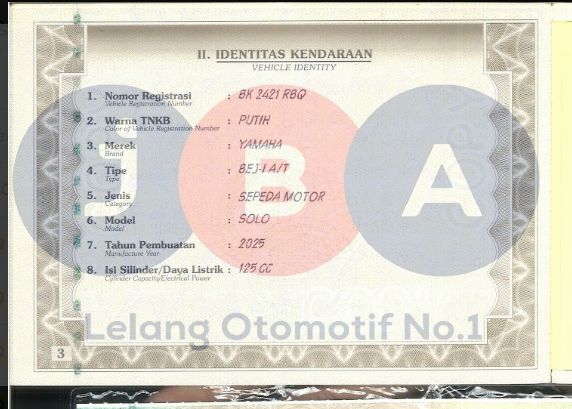 II. IDENTITAS KENDARAAN
VEHICLE IDENTITY
1. Nomor Registrasi : BK 2421 RBQ
Vehicle Registration Number
2. Warna TNKB : PUTIH
Color of Vehicle Registration Number
3. Merek : YAMAHA
Brand
4. Tipe : BEJ-I A/T
Type
5. Jenis : SEPEDA MOTOR
Category
6. Model : SOLO
Model
7. Tahun Pembuatan : 2025
Manufacture Year
8. Isi Silinder/Daya Listrik : 125 CC
Cylinder Capacity/Electrical Power
J B A
Lelang Otomotif No.1
3